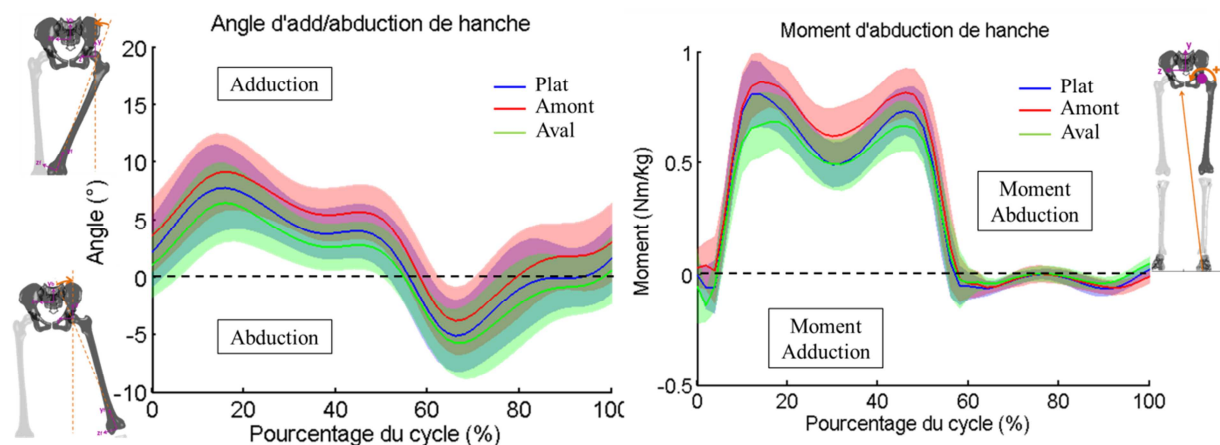 Angle d'add/abduction de hanche
20
15
10
5
0
-5
-10
Angle (°)
Adduction
Plat
Amont
Aval
Abduction
0 20 40 60 80 100
Pourcentage du cycle (%)
Moment d'abduction de hanche
1
0.5
0
-0.5
Moment (Nm/kg)
Plat
Amont
Aval
Moment
Abduction
Moment
Adduction
0 20 40 60 80 100
Pourcentage du cycle (%)
y
z
+